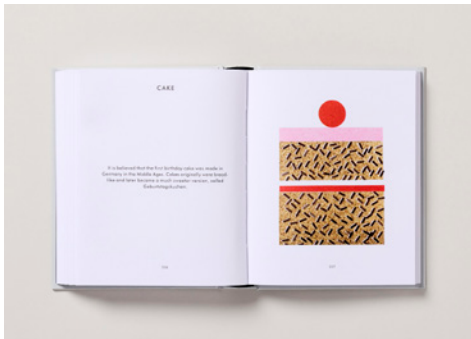 CAKE
It is believed that the first birthday cake was made in
Germany in the Middle Ages. Cakes originally were bread-
like and later became a much sweeter version, called
Geburtstagskuchen.